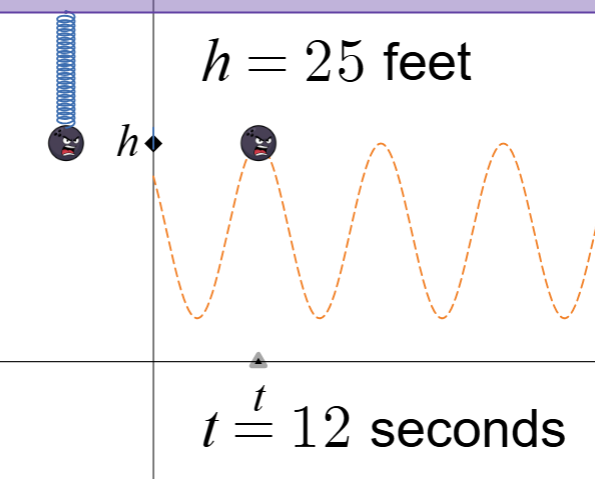 h = 25 feet
h
t
t = 12 seconds